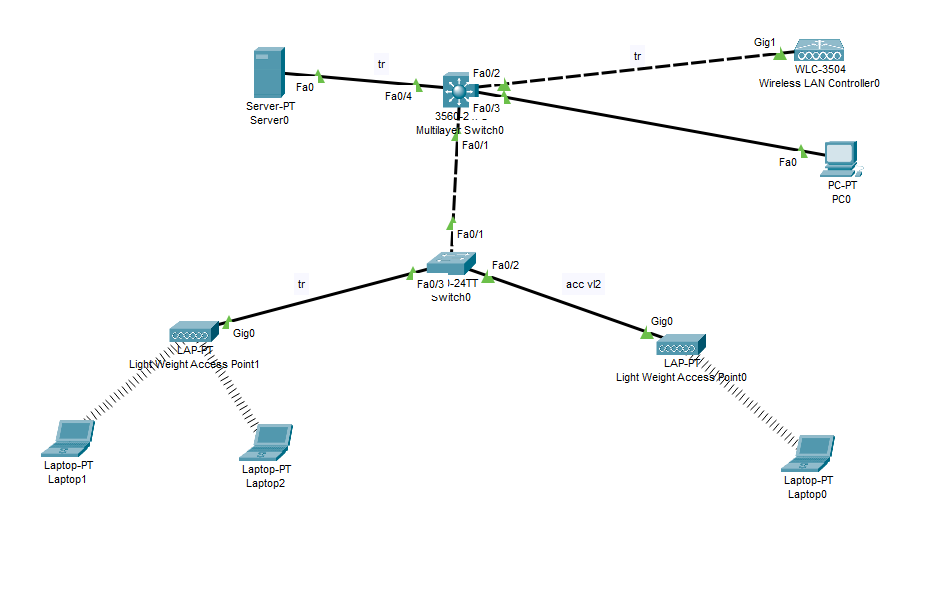 tr
tr
Gig1
WLC-3504
Wireless LAN Controller0
Fa0
Fa0/4
Fa0/2
Fa0/3
Server-PT
Server0
3560-2
Multilayer Switch0
Fa0/1
Fa0
PC-PT
PC0
Fa0/1
Fa0/3
-24TT
Switch0
Fa0/2
tr
acc vl2
Gig0
LAP-PT
Light Weight Access Point1
Gig0
LAP-PT
Light Weight Access Point0
Laptop-PT
Laptop1
Laptop-PT
Laptop2
Laptop-PT
Laptop0